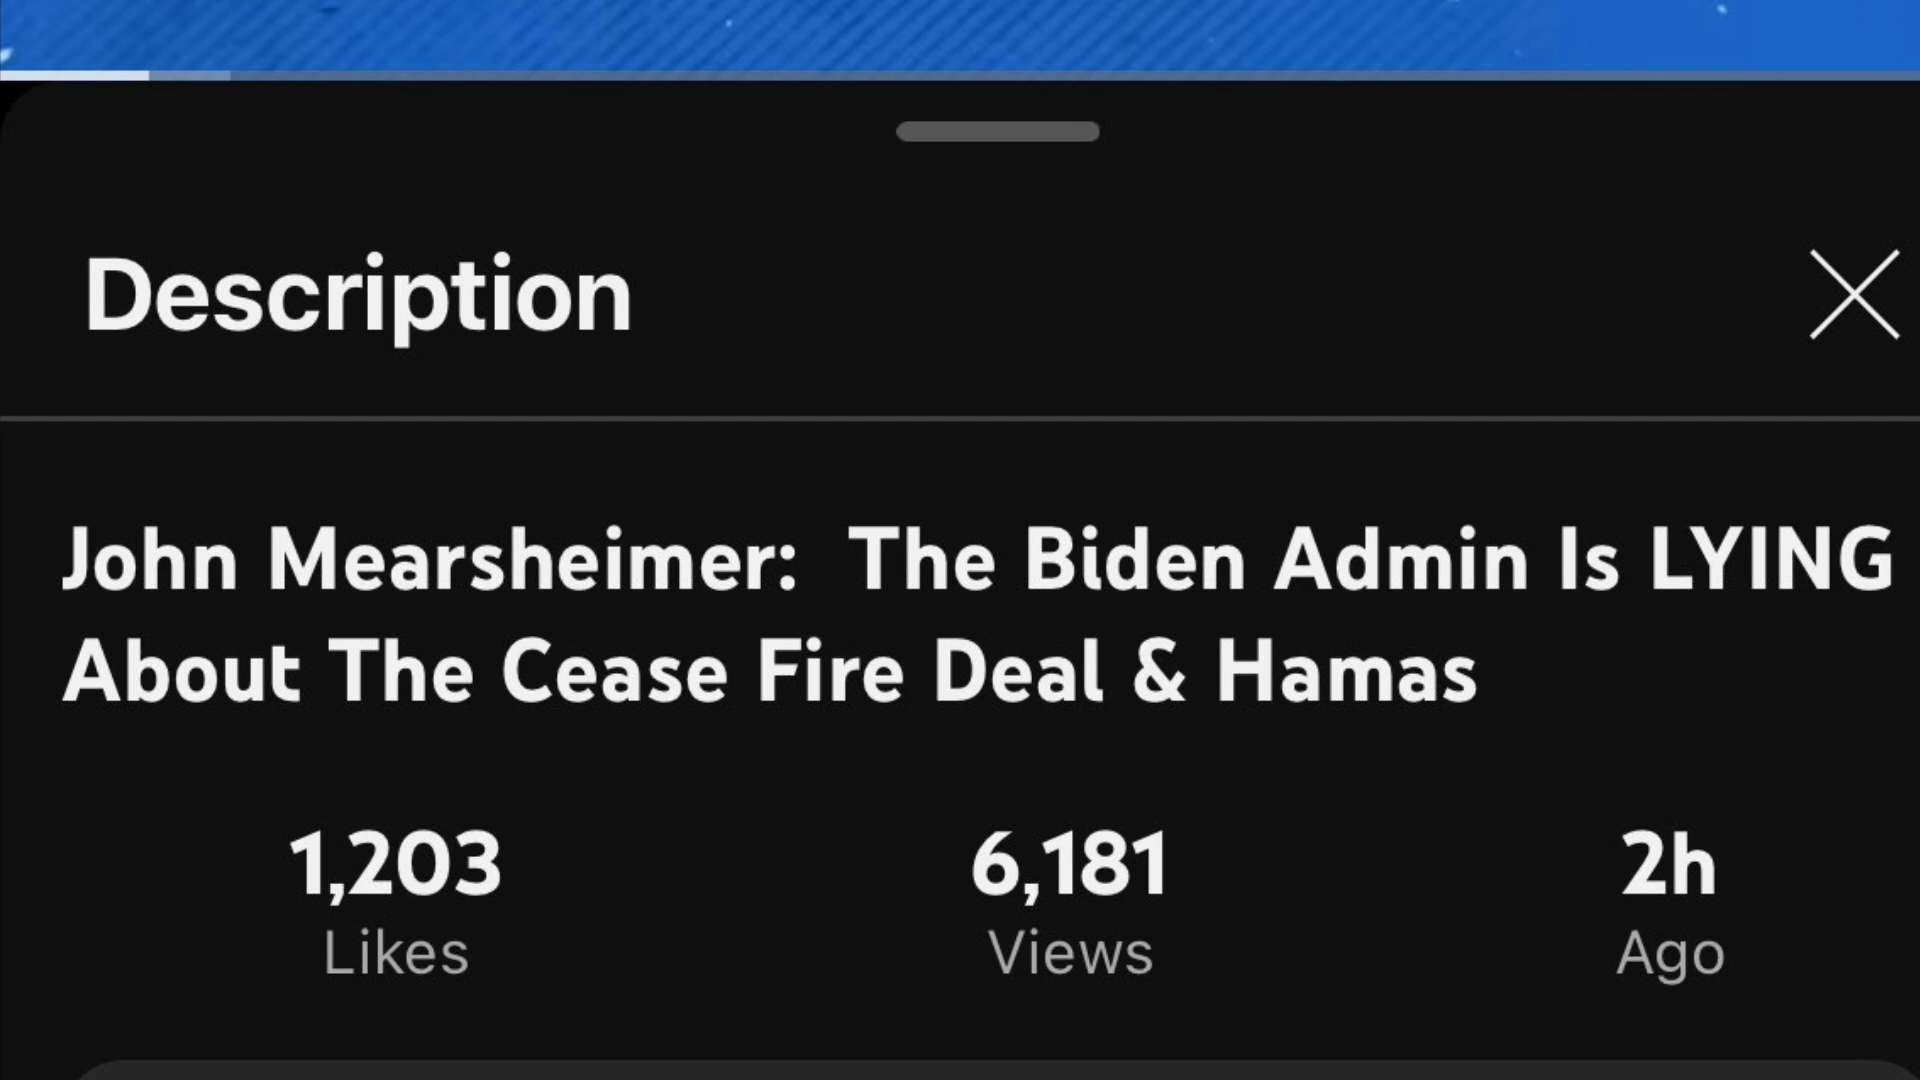 Description
John Mearsheimer:  The Biden Admin Is LYING
About The Cease Fire Deal & Hamas
1,203 6,181 2h
Likes Views Ago